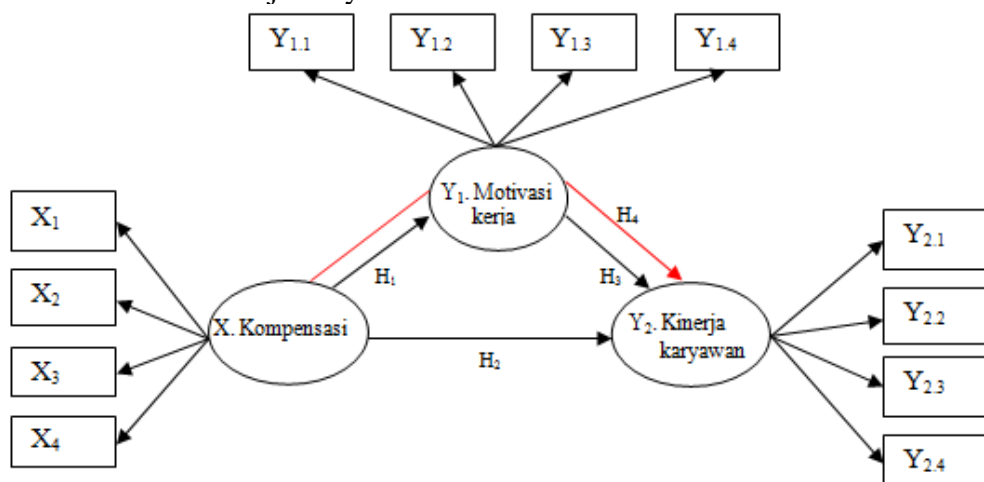 Y1.1
Y1.2
Y1.3
Y1.4
Y1. Motivasi
kerja
X1
X2
X3
X4
X. Kompensasi
H1
H2
H3
H4
Y2. Kinerja
karyawan
Y2.1
Y2.2
Y2.3
Y2.4